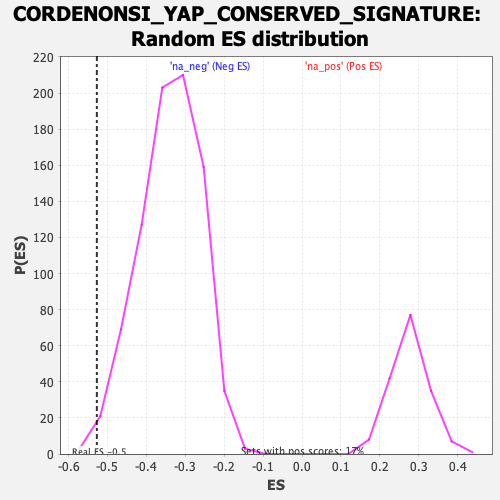 CORDENONSI_YAP_CONSERVED_SIGNATURE:
Random ES distribution
'na_neg' (Neg ES) 'na_pos' (Pos ES)
220
200
180
160
140
120
100
80
60
40
20
0
P(ES)
Real ES -0.5
Sets with pos scores: 17%
-0.6 -0.5 -0.4 -0.3 -0.2 -0.1 0.0 0.1 0.2 0.3 0.4
ES